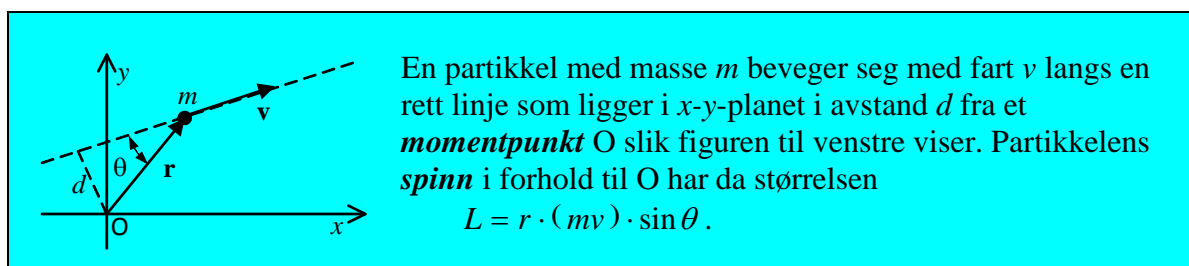 y
m
v
θ
r
d
O
x
En partikkel med masse m beveger seg med fart v langs en
rett linje som ligger i x-y-planet i avstand d fra et
momentpunkt O slik figuren til venstre viser. Partikkelens
spinn i forhold til O har da størrelsen
L = r · (mv) · sin θ .